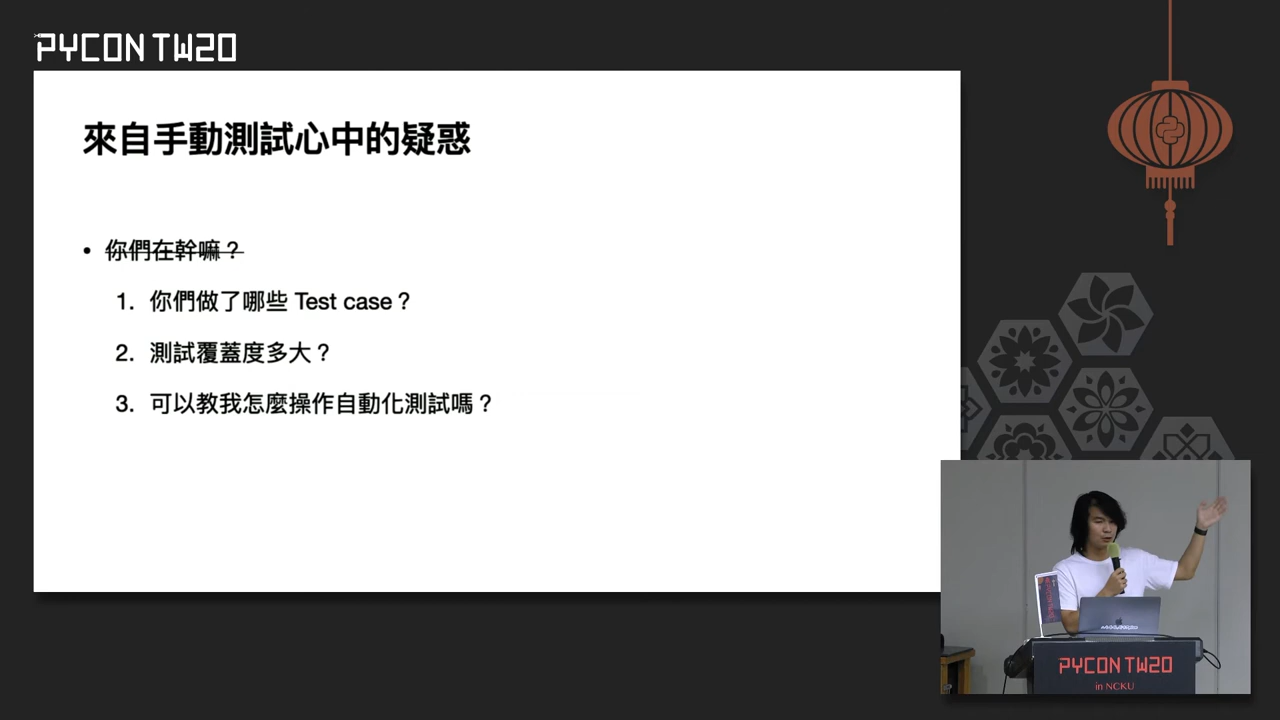 PYCON TW20
來自手動測試心中的疑惑
• 你們在幹嘛？
1. 你們做了哪些 Test case？
2. 測試覆蓋度多大？
3. 可以教我怎麼操作自動化測試嗎？
PYCON TW20
in NCKU